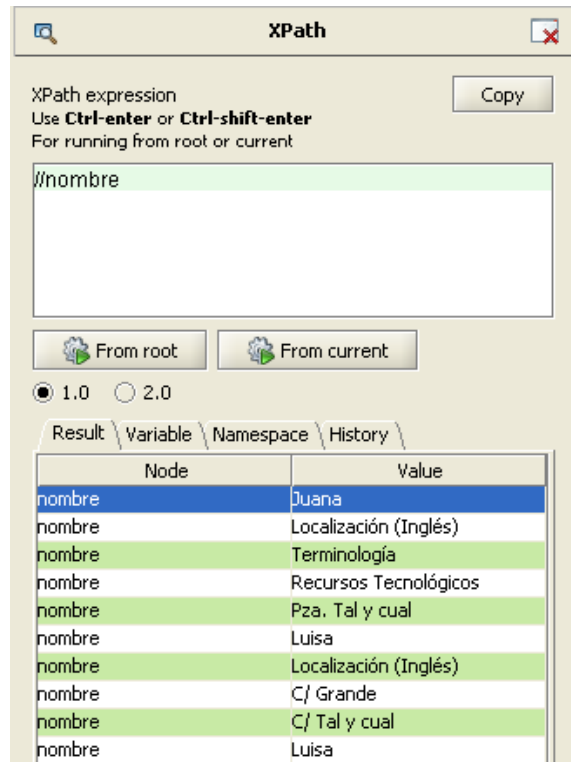 XPath
XPath expression
Copy
Use Ctrl-enter or Ctrl-shift-enter
For running from root or current
//nombre
From root From current
1.0 2.0
Result Variable Namespace History
Node Value
nombre Juana
nombre Localización (Inglés)
nombre Terminología
nombre Recursos Tecnológicos
nombre Pza. Tal y cual
nombre Luisa
nombre Localización (Inglés)
nombre C/ Grande
nombre C/ Tal y cual
nombre Luisa